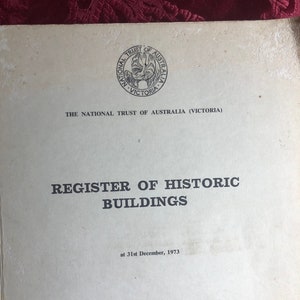 NATIONAL TRUST OF AUSTRALIA
VICTORIA
THE NATIONAL TRUST OF AUSTRALIA (VICTORIA)
REGISTER OF HISTORIC
BUILDINGS
at 31st December, 1973